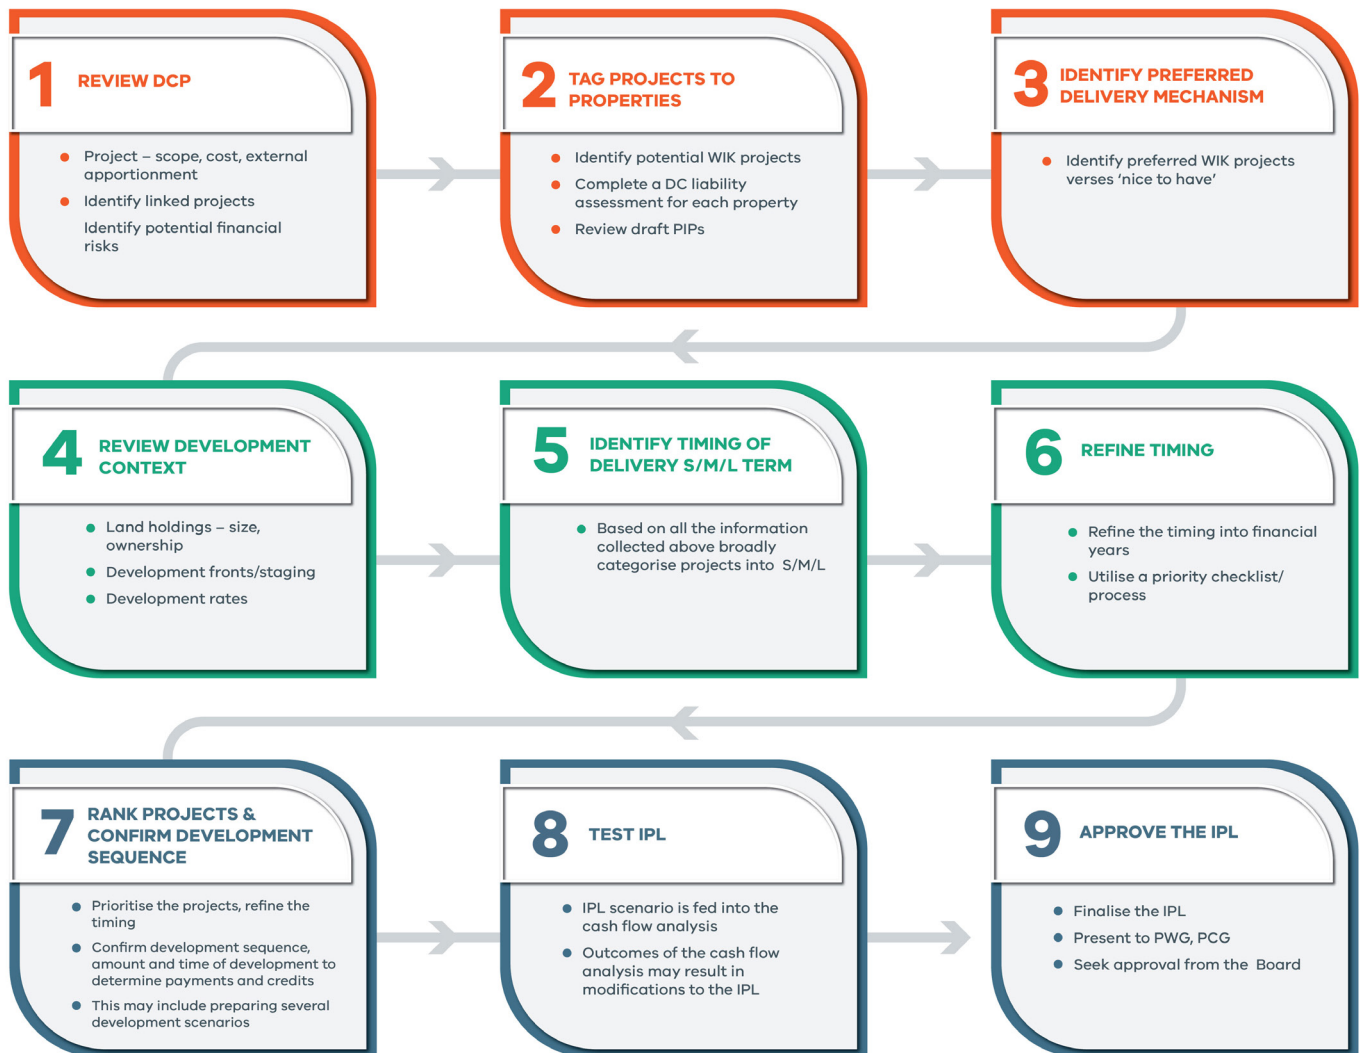 1 REVIEW DCP
• Project – scope, cost, external
apportionment
• Identify linked projects
Identify potential financial
risks
2 TAG PROJECTS TO
PROPERTIES
• Identify potential WIK projects
• Complete a DC liability
assessment for each property
• Review draft PIPs
3 IDENTIFY PREFERRED
DELIVERY MECHANISM
• Identify preferred WIK projects
verses ‘nice to have’
4 REVIEW DEVELOPMENT
CONTEXT
• Land holdings – size,
ownership
• Development fronts/staging
• Development rates
5 IDENTIFY TIMING OF
DELIVERY S/M/L TERM
• Based on all the information
collected above broadly
categorise projects into S/M/L
6 REFINE TIMING
• Refine the timing into financial
years
• Utilise a priority checklist/
process
7 RANK PROJECTS &
CONFIRM DEVELOPMENT
SEQUENCE
• Prioritise the projects, refine the
timing
• Confirm development sequence,
amount and time of development to
determine payments and credits
• This may include preparing several
development scenarios
8 TEST IPL
• IPL scenario is fed into the
cash flow analysis
• Outcomes of the cash flow
analysis may result in
modifications to the IPL
9 APPROVE THE IPL
• Finalise the IPL
• Present to PWG, PCG
• Seek approval from the Board